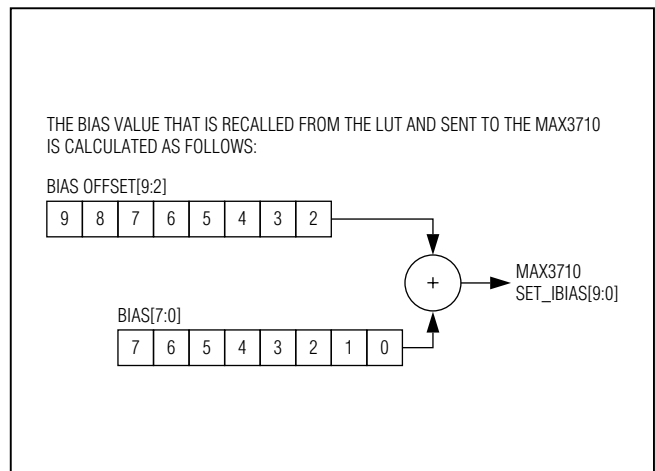 THE BIAS VALUE THAT IS RECALLED FROM THE LUT AND SENT TO THE MAX3710
IS CALCULATED AS FOLLOWS:
BIAS OFFSET[9:2]
9 8 7 6 5 4 3 2
+
MAX3710
SET_IBIAS[9:0]
BIAS[7:0]
7 6 5 4 3 2 1 0